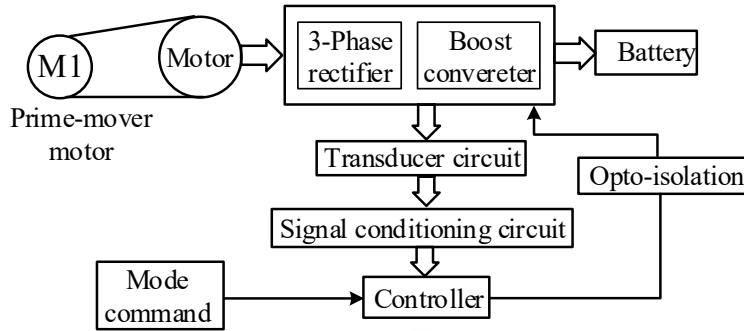 M1
Motor
Prime-mover
motor
3-Phase
rectifier
Boost
convereter
Battery
Transducer circuit
Opto-isolation
Signal conditioning circuit
Mode
command
Controller